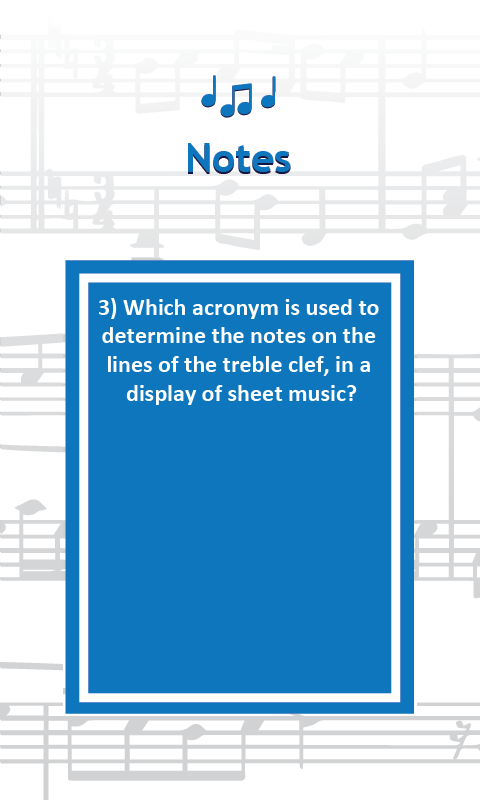 Notes
3) Which acronym is used to
determine the notes on the
lines of the treble clef, in a
display of sheet music?